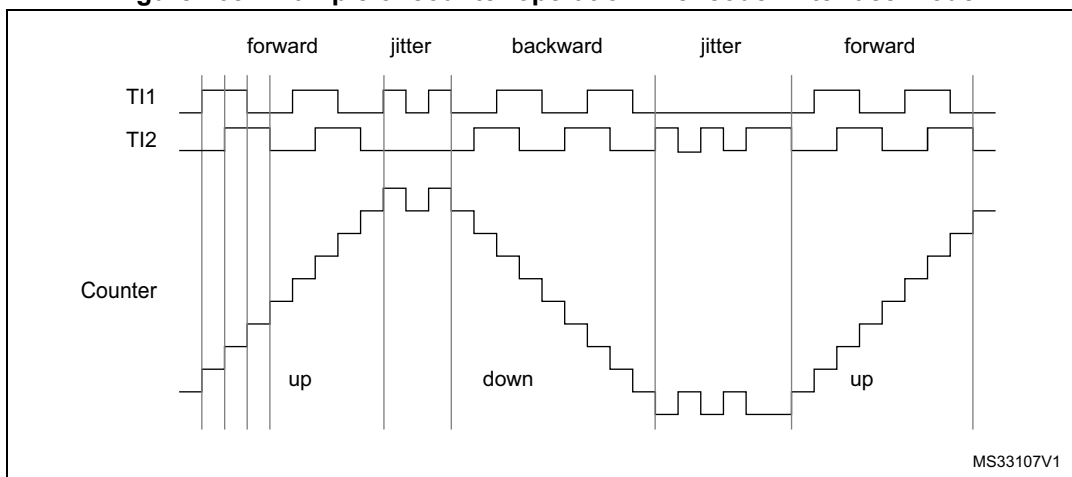 forward jitter backward jitter forward
TI1
TI2
Counter
up down up
MS33107V1